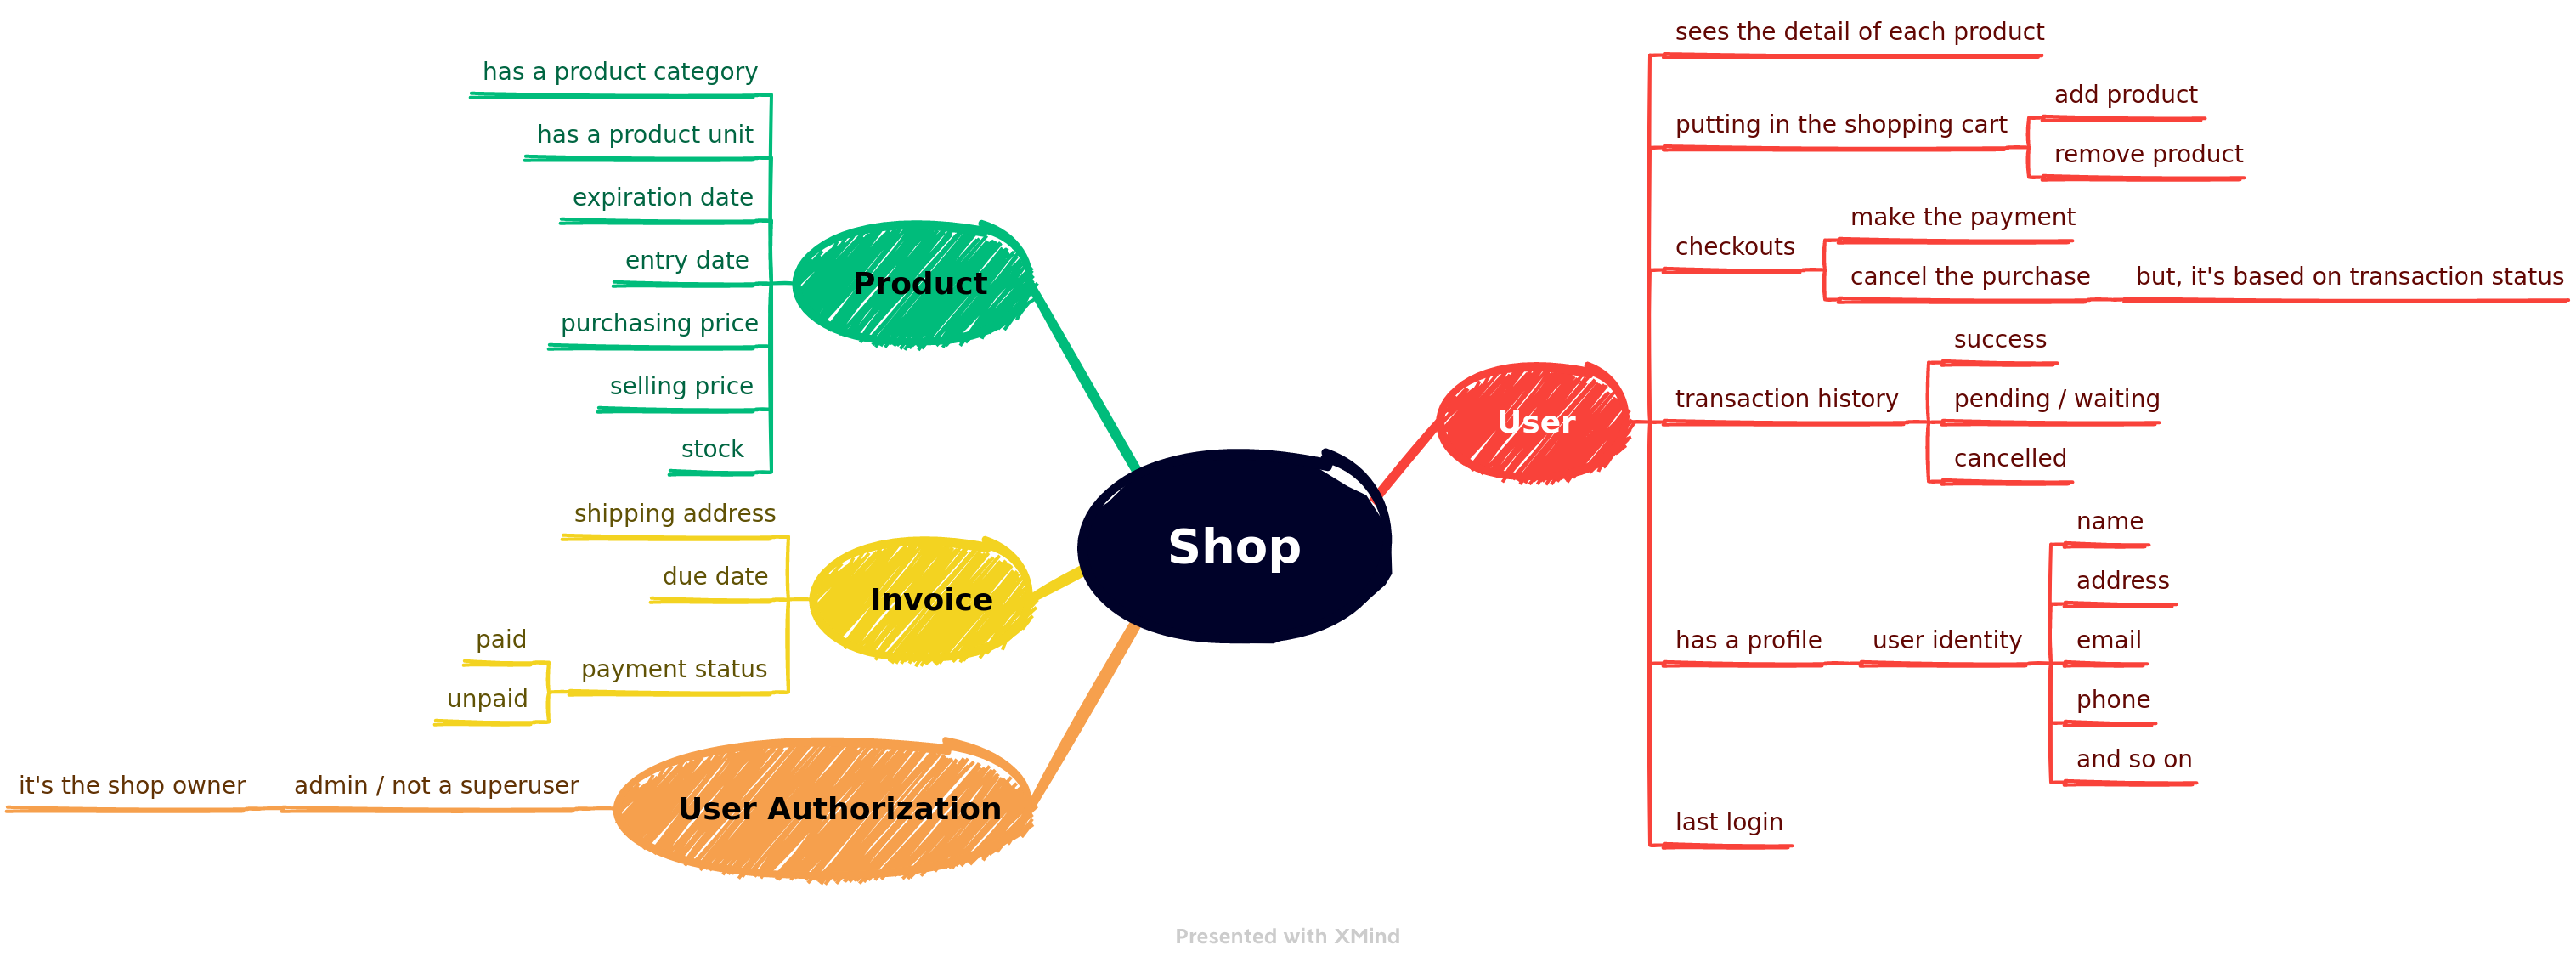 Shop
User
sees the detail of each product
putting in the shopping cart
add product
remove product
checkouts
make the payment
cancel the purchase
but, it's based on transaction status
transaction history
success
pending / waiting
cancelled
has a profile
user identity
name
address
email
phone
and so on
last login
Product
has a product category
has a product unit
expiration date
entry date
purchasing price
selling price
stock
Invoice
shipping address
due date
payment status
paid
unpaid
User Authorization
admin / not a superuser
it's the shop owner
Presented with XMind